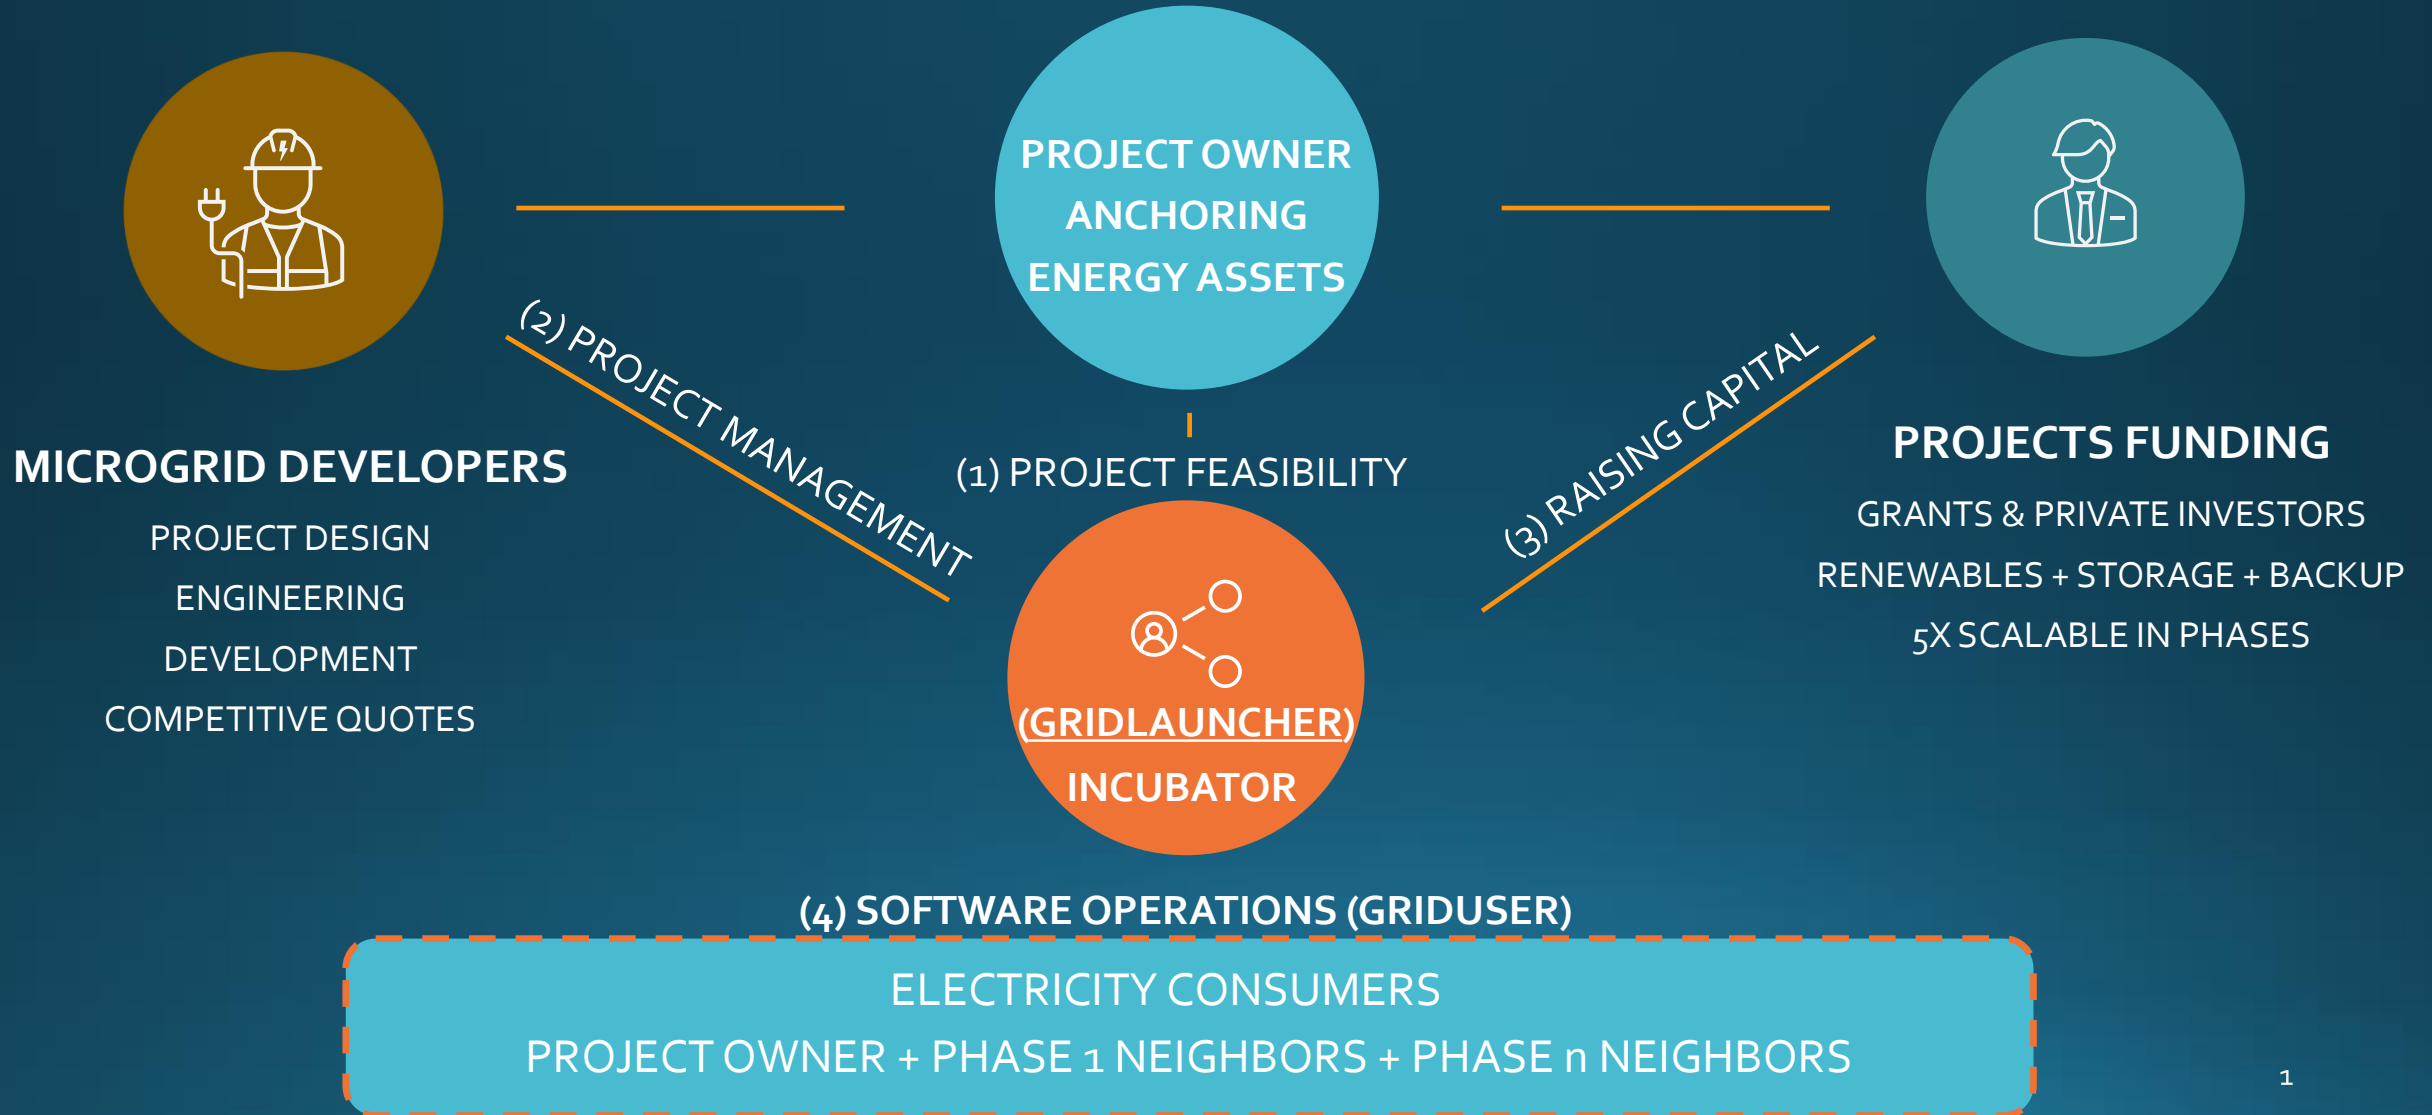 PROJECT OWNER
ANCHORING
ENERGY ASSETS
(2) PROJECT MANAGEMENT
(1) PROJECT FEASIBILITY
(3) RAISING CAPITAL
MICROGRID DEVELOPERS
PROJECT DESIGN
ENGINEERING
DEVELOPMENT
COMPETITIVE QUOTES
PROJECTS FUNDING
GRANTS & PRIVATE INVESTORS
RENEWABLES + STORAGE + BACKUP
5X SCALABLE IN PHASES
(GRIDLAUNCHER)
INCUBATOR
(4) SOFTWARE OPERATIONS (GRIDUSER)
ELECTRICITY CONSUMERS
PROJECT OWNER + PHASE 1 NEIGHBORS + PHASE n NEIGHBORS
1